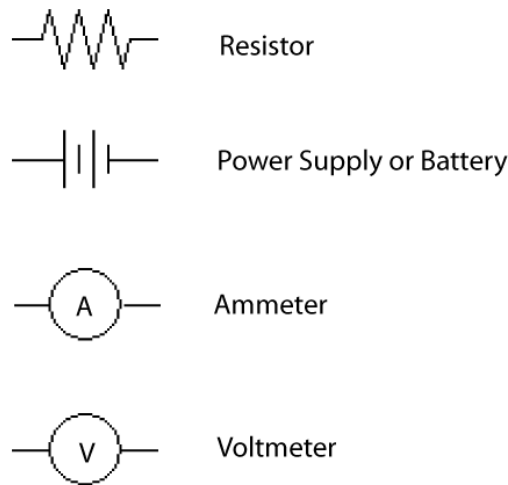 Resistor
Power Supply or Battery
A
Ammeter
V
Voltmeter